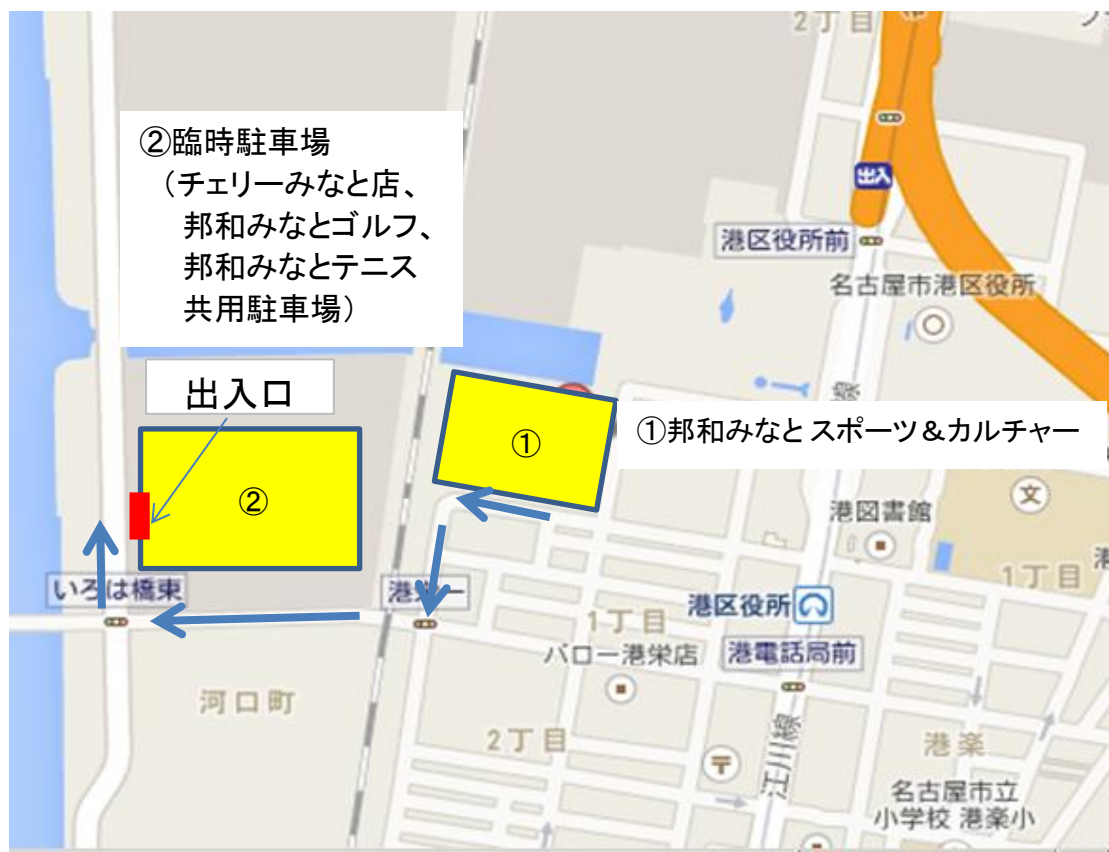 2丁目
②臨時駐車場
（チェリーみなと店、
邦和みなとゴルフ、
邦和みなとテニス
共用駐車場）
出入
港区役所前
名古屋市港区役所
出入口
線
①
①邦和みなと スポーツ＆カルチャー
②
文
港図書館
1丁目
港
いろは橋東
港区役所
1丁目
バロー港栄店
港電話局前
河口町
2丁目
江川線
港楽
名古屋市立
小学校 港楽小